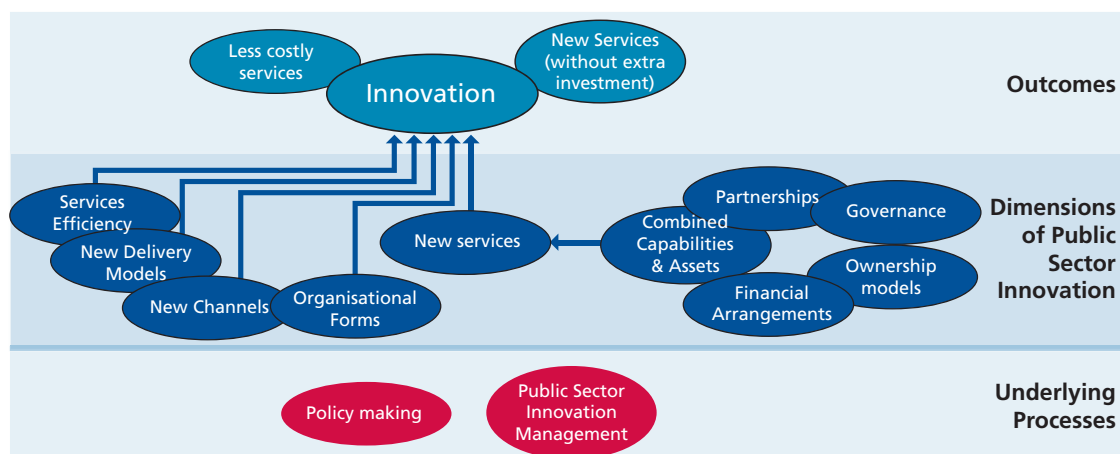 Less costly
services
New Services
(without extra
investment)
Innovation
Outcomes
Services
Efficiency
New Delivery
Models
New Channels
Organisational
Forms
New services
Combined
Capabilities
& Assets
Partnerships
Governance
Ownership
models
Financial
Arrangements
Dimensions
of Public
Sector
Innovation
Policy making
Public Sector
Innovation
Management
Underlying
Processes